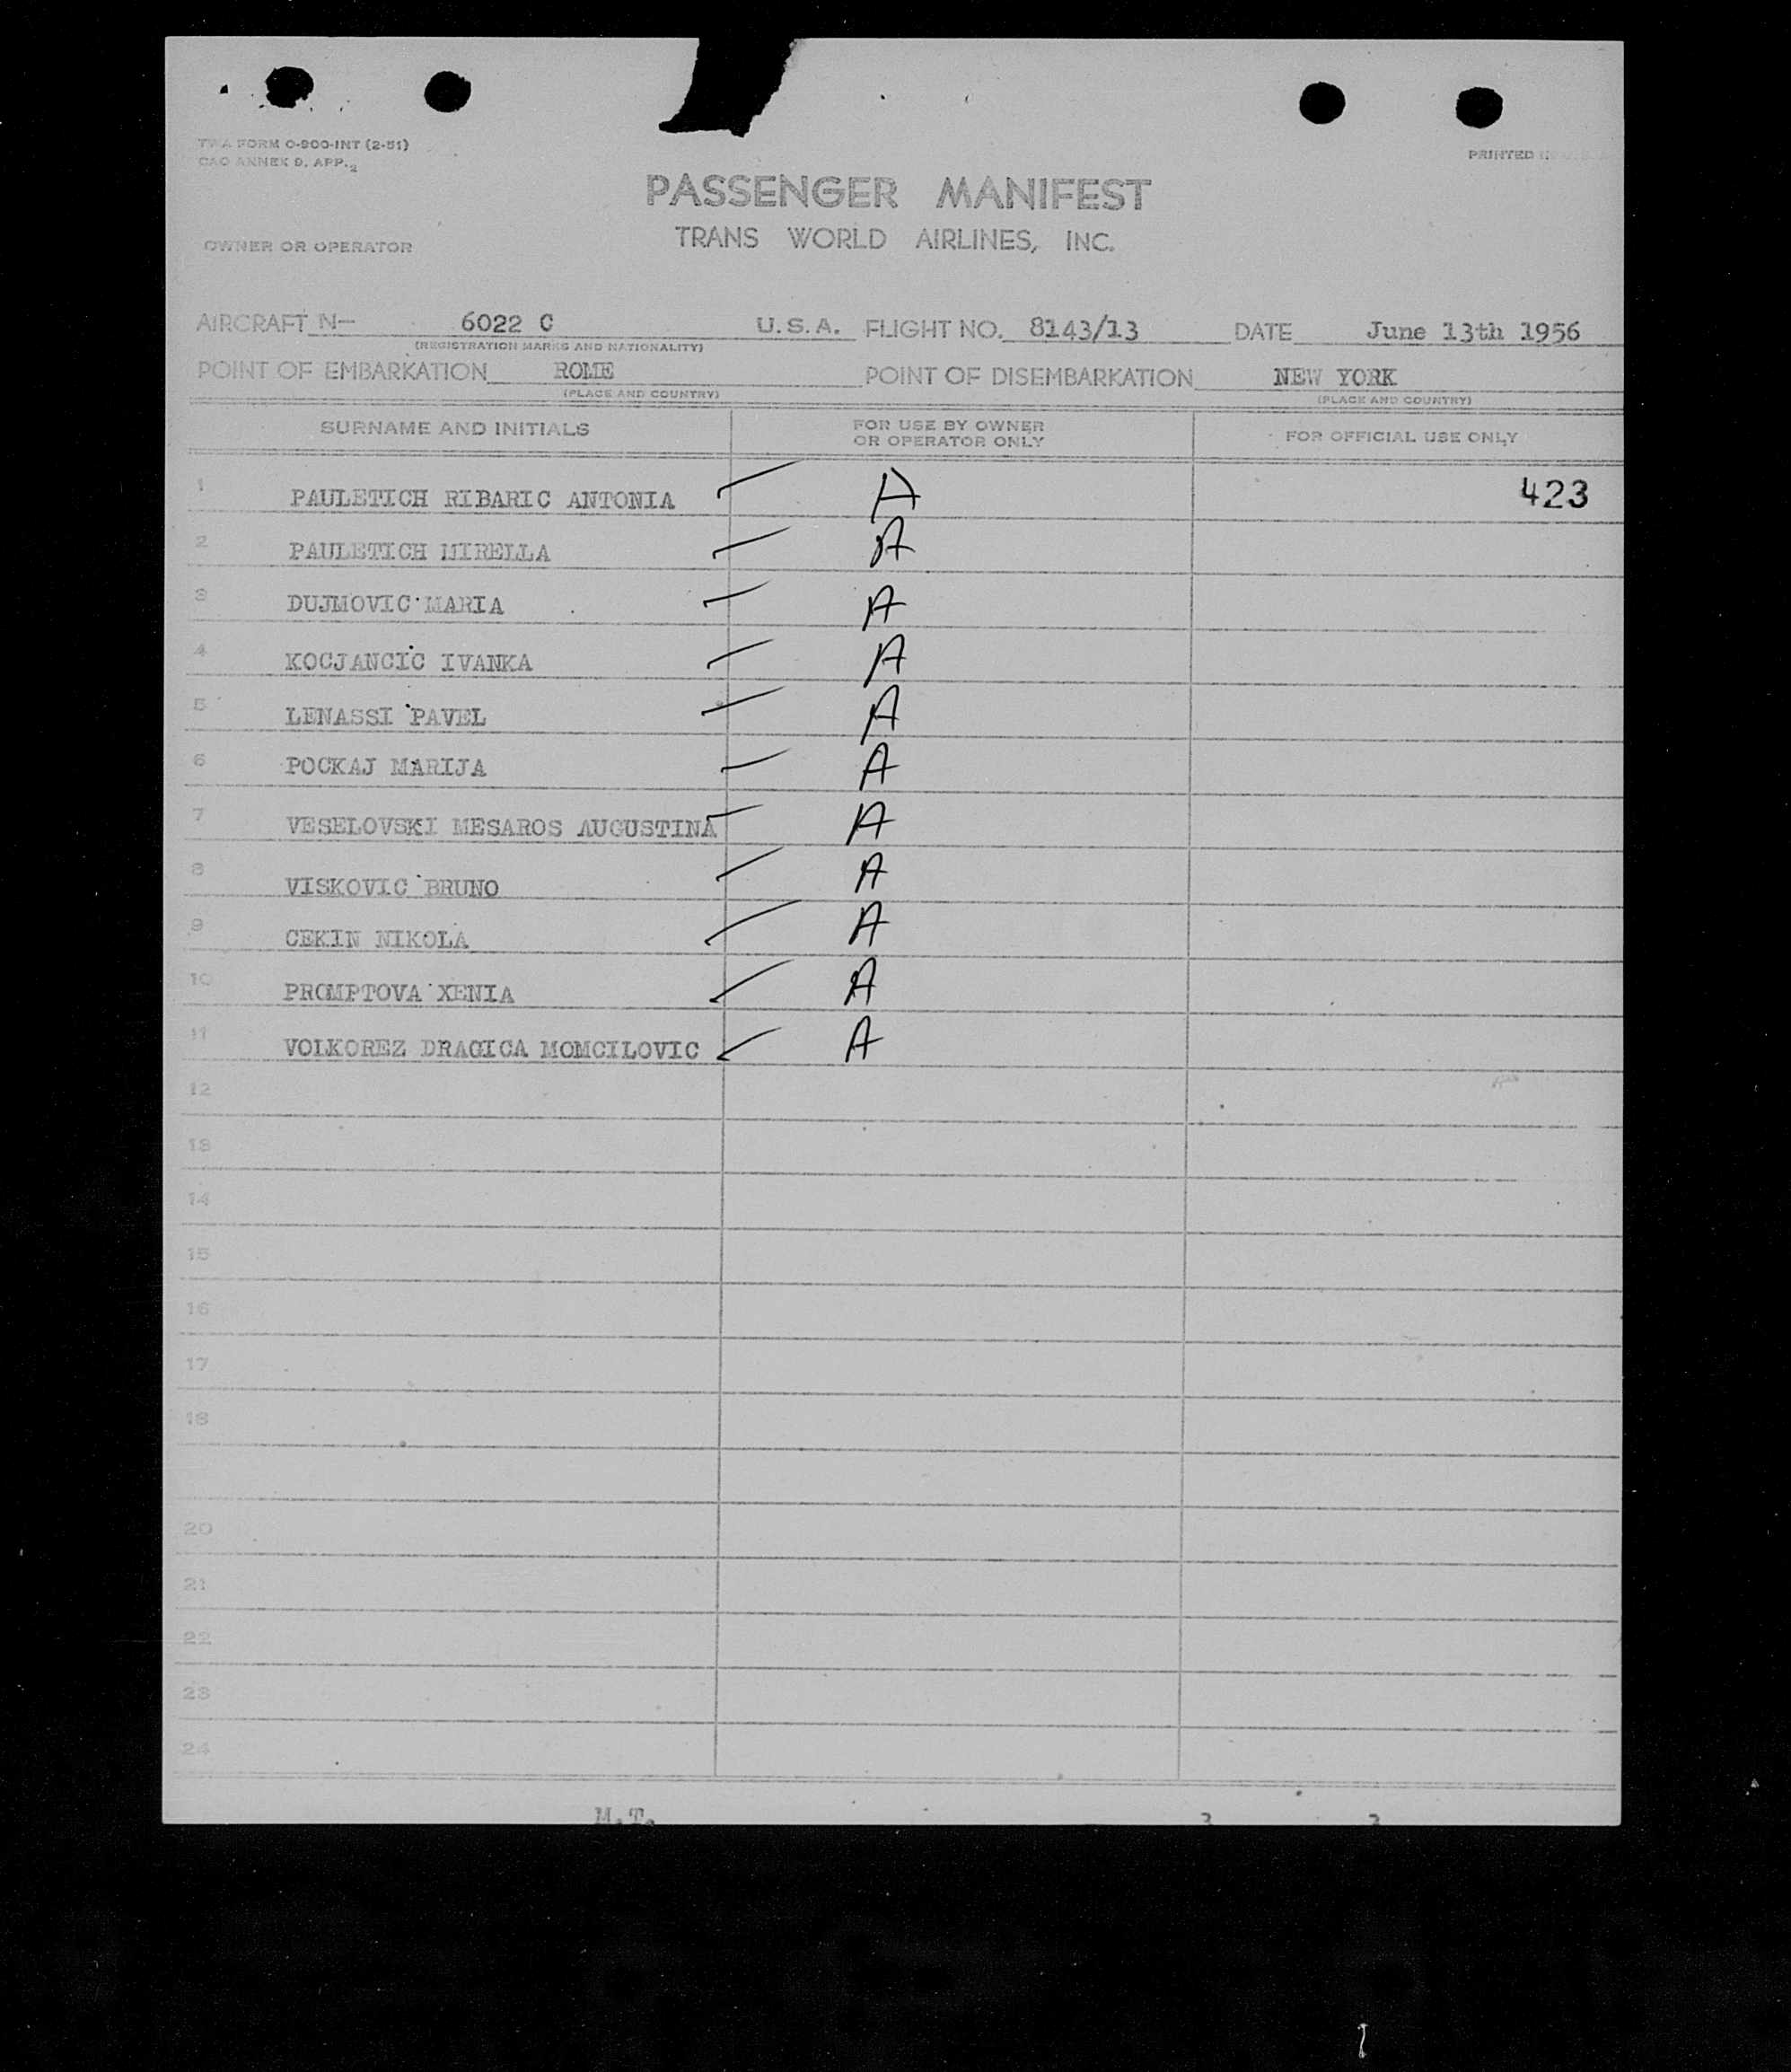 TWA FORM O-900-INT (2-51)
CAO ANNEX 9, APP. 2
PRINTED
PASSENGER MANIFEST
TRANS WORLD AIRLINES, INC.
OWNER OR OPERATOR
AIRCRAFT N- 6022 C U.S.A. FLIGHT NO. 8143/13 DATE June 13th 1956
(REGISTRATION MARKS AND NATIONALITY)
POINT OF EMBARKATION ROME POINT OF DISEMBARKATION NEW YORK
(PLACE AND COUNTRY) (PLACE AND COUNTRY)
SURNAME AND INITIALS FOR USE BY OWNER OR OPERATOR ONLY FOR OFFICIAL USE ONLY
1 PAULETICH RIBARIC ANTONIA A 423
2 PAULETICH MIRELLA A
3 DUJMOVIC MARIA A
4 KOCJANCIC IVANKA A
5 LENASSI PAVEL A
6 POCKAJ MARIJA A
7 VESELOVSKI MESAROS AUGUSTINA A
8 VISKOVIC BRUNO A
9 CEKIN NIKOLA A
10 PROMPTOVA XENIA A
11 VOLKOREZ DRAGICA MOMCILOVIC A
12
13
14
15
16
17
18
20
21
22
23
24
M.T.